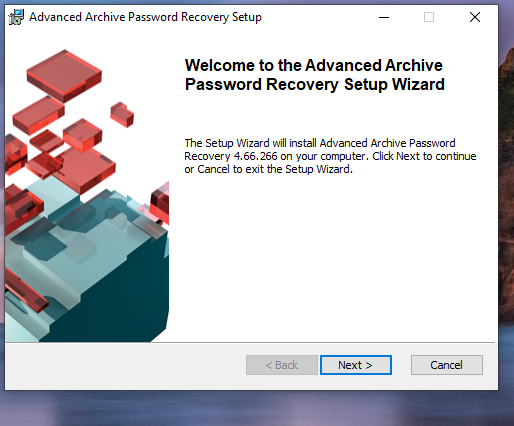 Advanced Archive Password Recovery Setup
Welcome to the Advanced Archive
Password Recovery Setup Wizard
The Setup Wizard will install Advanced Archive Password
Recovery 4.66.266 on your computer. Click Next to continue
or Cancel to exit the Setup Wizard.
< Back
Next >
Cancel